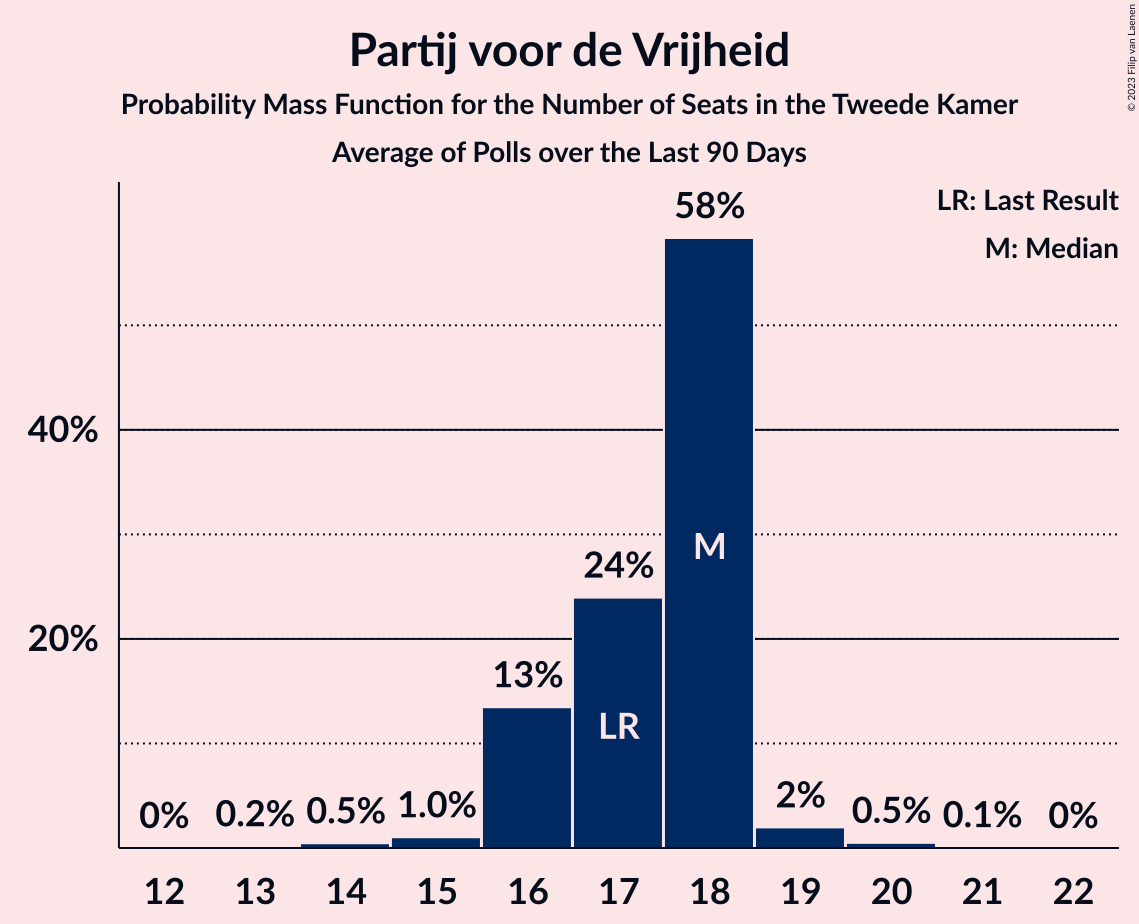 Partij voor de Vrijheid
Probability Mass Function for the Number of Seats in the Tweede Kamer
Average of Polls over the Last 90 Days
© 2023 Filip van Laenen
LR: Last Result
M: Median
58%
40%
M
24%
20%
13%
LR
0%
0.2%
0.5%
1.0%
2%
0.5%
0.1%
0%
12 13 14 15 16 17 18 19 20 21 22